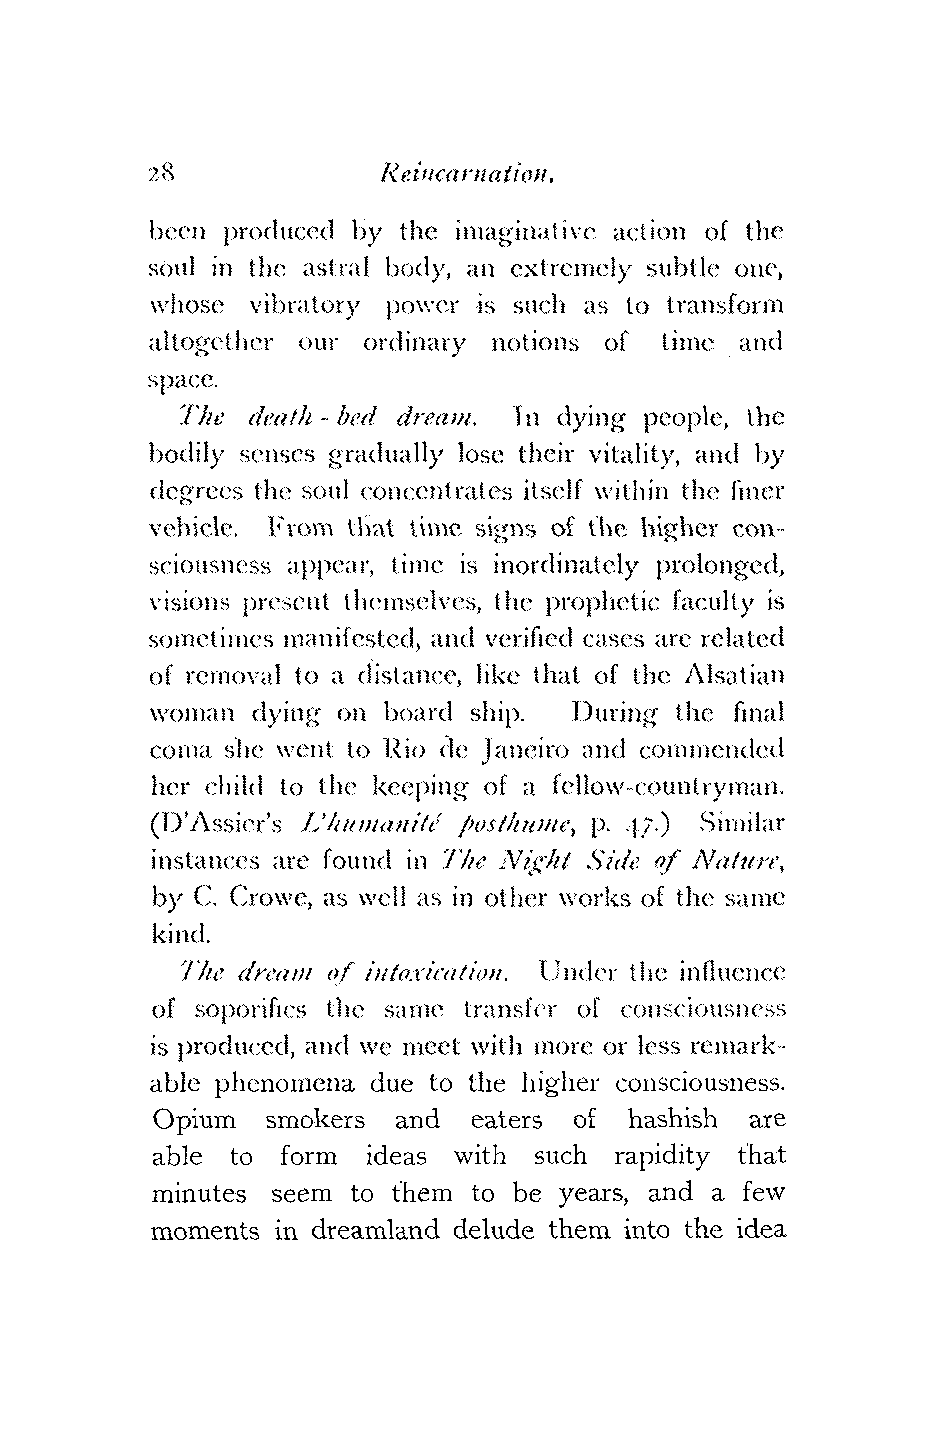 28 Reincarnation.
been produced by the imaginative action of the
soul in the astral body, an extremely subtle one,
whose vibratory power is such as to transform
altogether our ordinary notions of time and
space.
The death-bed dream. In dying people, the
bodily senses gradually lose their vitality, and by
degrees the soul concentrates itself within the finer
vehicle. From that time signs of the higher con-
sciousness appear, time is inordinately prolonged,
visions present themselves, the prophetic faculty is
sometimes manifested, and verified cases are related
of removal to a distance, like that of the Alsatian
woman dying on board ship. During the final
coma she went to Rio de Janeiro and commended
her child to the keeping of a fellow-countryman.
(D'Assier's L'humanité posthume, p. 47.) Similar
instances are found in The Night Side of Nature,
by C. Crowe, as well as in other works of the same
kind.
The dream of intoxication. Under the influence
of soporifics the same transfer of consciousness
is produced, and we meet with more or less remark-
able phenomena due to the higher consciousness.
Opium smokers and eaters of hashish are
able to form ideas with such rapidity that
minutes seem to them to be years, and a few
moments in dreamland delude them into the idea